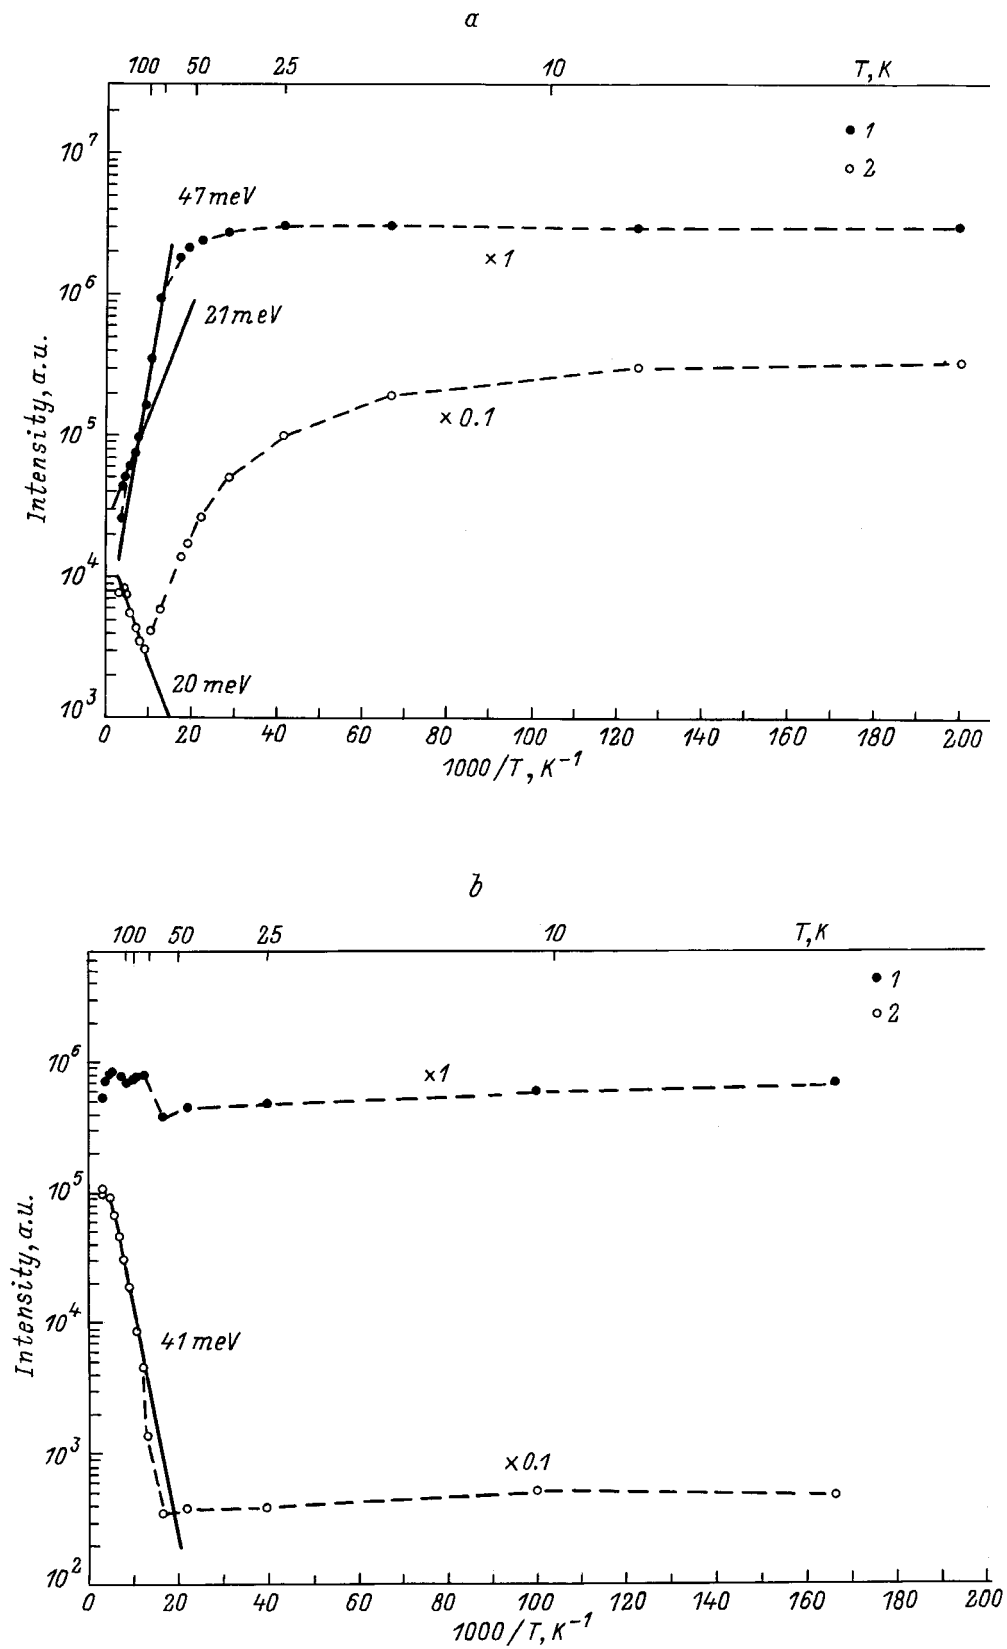 a
100 50 25 10 T, K
1
2
10^7
47 meV
×1
10^6
21 meV
10^5
×0.1
10^4
20 meV
10^3
Intensity, a.u.
0 20 40 60 80 100 120 140 160 180 200
1000/T, K^-1
b
100 50 25 10 T, K
1
2
10^6
×1
10^5
10^4
41 meV
10^3
×0.1
10^2
Intensity, a.u.
0 20 40 60 80 100 120 140 160 180 200
1000/T, K^-1